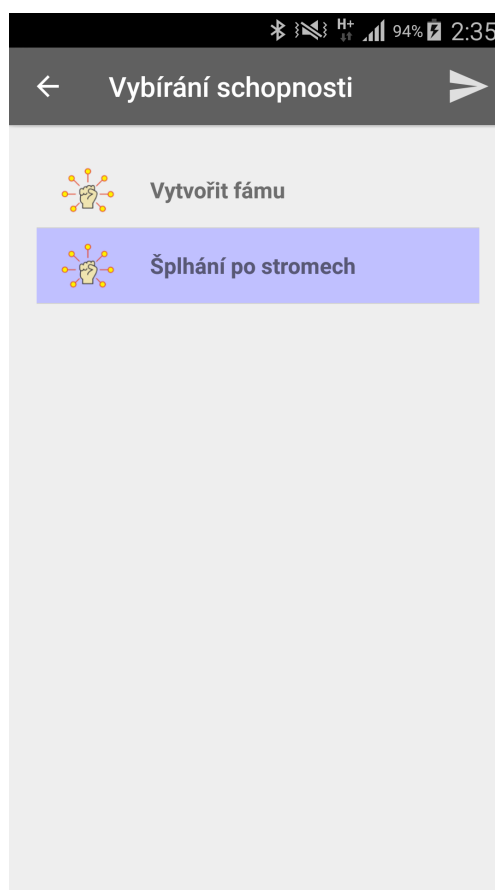 H+ 94% 2:35
Vybírání schopnosti
Vytvořit fámu
Šplhání po stromech